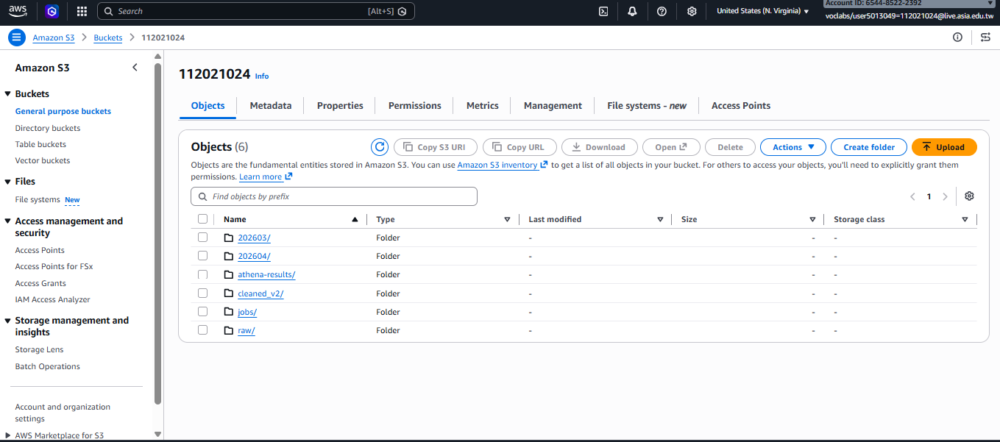 aws
Search [Alt+S]
United States (N. Virginia)
Account ID: 6544-8522-2392
voclabs/user5013049=112021024@live.asia.edu.tw
Amazon S3 > Buckets > 112021024
Amazon S3
Buckets
General purpose buckets
Directory buckets
Table buckets
Vector buckets
Files
File systems New
Access management and
security
Access Points
Access Points for FSx
Access Grants
IAM Access Analyzer
Storage management and
insights
Storage Lens
Batch Operations
Account and organization
settings
AWS Marketplace for S3
112021024 Info
Objects Metadata Properties Permissions Metrics Management File systems - new Access Points
Objects (6) Copy S3 URI Copy URL Download Open Delete Actions Create folder Upload
Objects are the fundamental entities stored in Amazon S3. You can use Amazon S3 inventory to get a list of all objects in your bucket. For others to access your objects, you'll need to explicitly grant them
permissions. Learn more
Find objects by prefix
1
Name Type Last modified Size Storage class
202603/ Folder - - -
202604/ Folder - - -
athena-results/ Folder - - -
cleaned_v2/ Folder - - -
jobs/ Folder - - -
raw/ Folder - - -